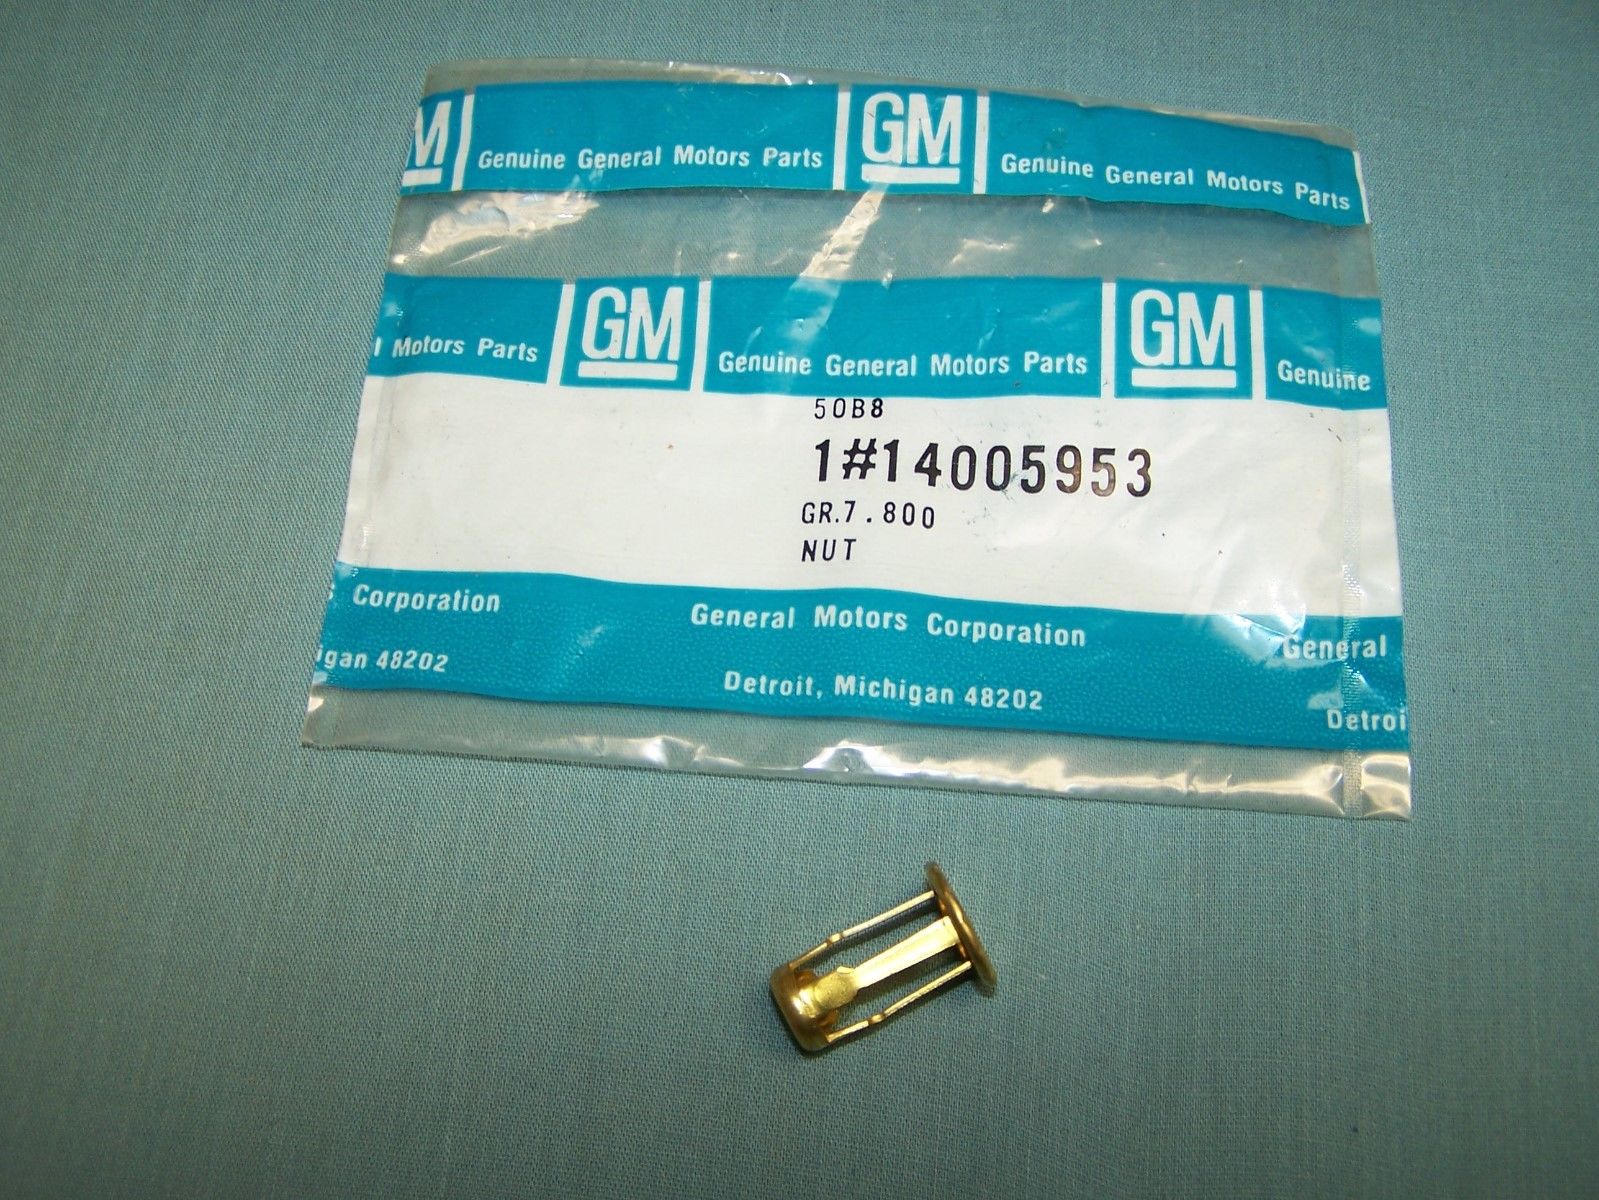 M Genuine General Motors Parts GM Genuine General Motors Parts
l Motors Parts GM Genuine General Motors Parts GM Genuine
50B8
1#14005953
GR.7.800
NUT
s Corporation General Motors Corporation General
igan 48202 Detroit, Michigan 48202 Detroi